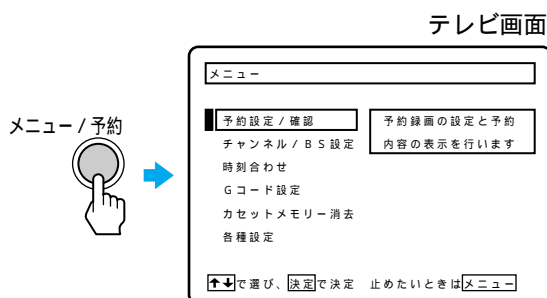 テレビ画面
メニュー
メニュー / 予約
予約設定 / 確認
予約録画の設定と予約
内容の表示を行います
チャンネル / BS設定
時刻合わせ
Gコード設定
カセットメモリー消去
各種設定
↑↓で選び、決定で決定 止めたいときはメニュー